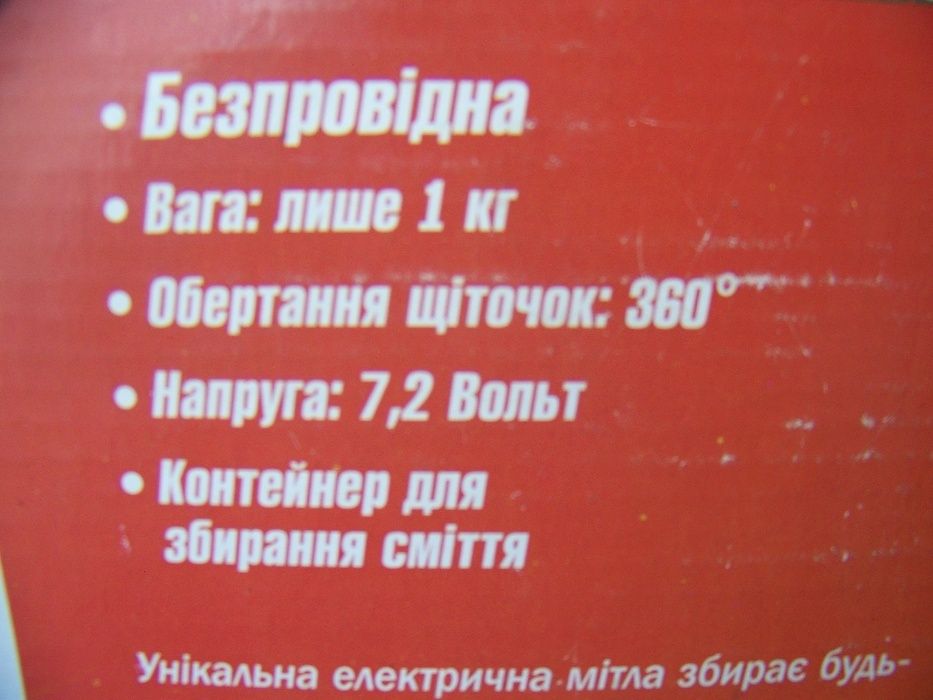 • Безпровідна
• Вага: лише 1 кг
• Обертання щіточок: 360°
• Напруга: 7,2 Вольт
• Контейнер для
збирання сміття
Унікальна електрична мітла збирає будь-